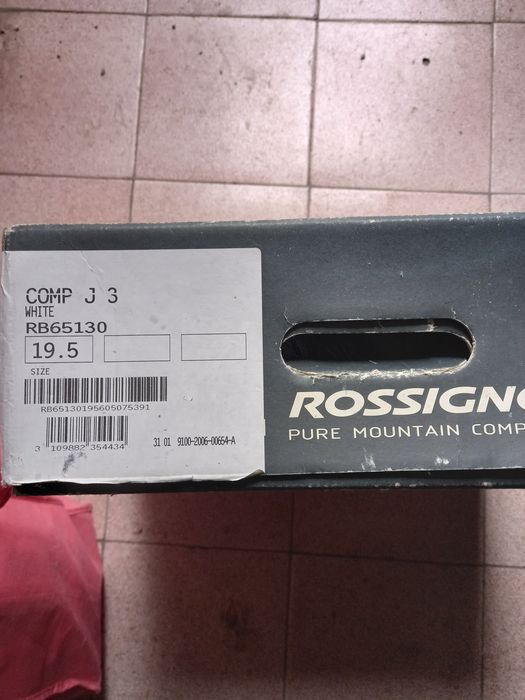 COMP J 3
WHITE
RB65130
19.5
SIZE
RB65130195605075391
3 109882 354434
31 01 9100-2006-00654-A
ROSSIGNO
PURE MOUNTAIN COMP